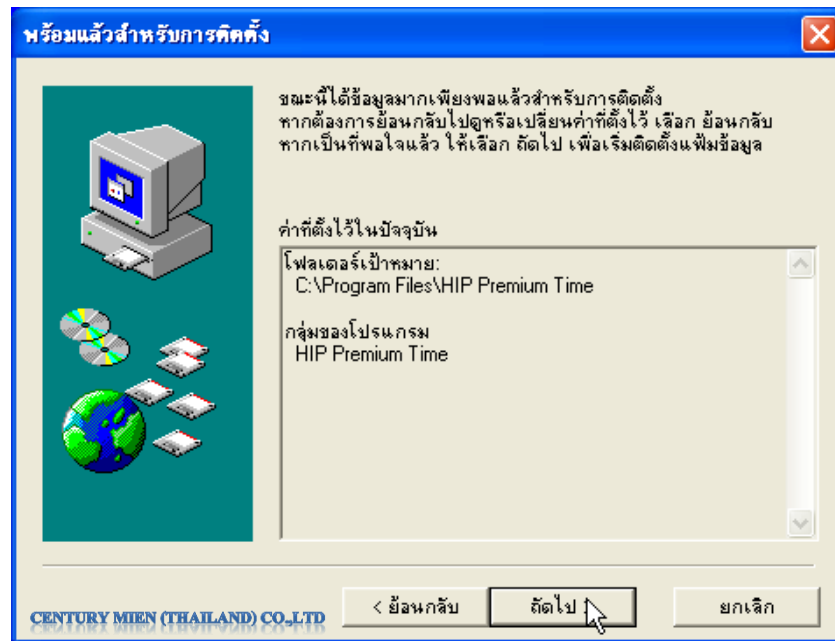 พร้อมแล้วสำหรับการติดตั้ง
ขณะนี้ได้ข้อมูลมากเพียงพอแล้วสำหรับการติดตั้ง
หากต้องการย้อนกลับไปดูหรือเปลี่ยนค่าที่ตั้งไว้ เลือก ย้อนกลับ
หากเป็นที่พอใจแล้ว ให้เลือก ถัดไป เพื่อเริ่มติดตั้งแฟ้มข้อมูล
ค่าที่ตั้งไว้ในปัจจุบัน
โฟลเดอร์เป้าหมาย:
C:\Program Files\HIP Premium Time
กลุ่มของโปรแกรม
HIP Premium Time
< ย้อนกลับ
ถัดไป
ยกเลิก
CENTURY MIEN (THAILAND) CO.,LTD